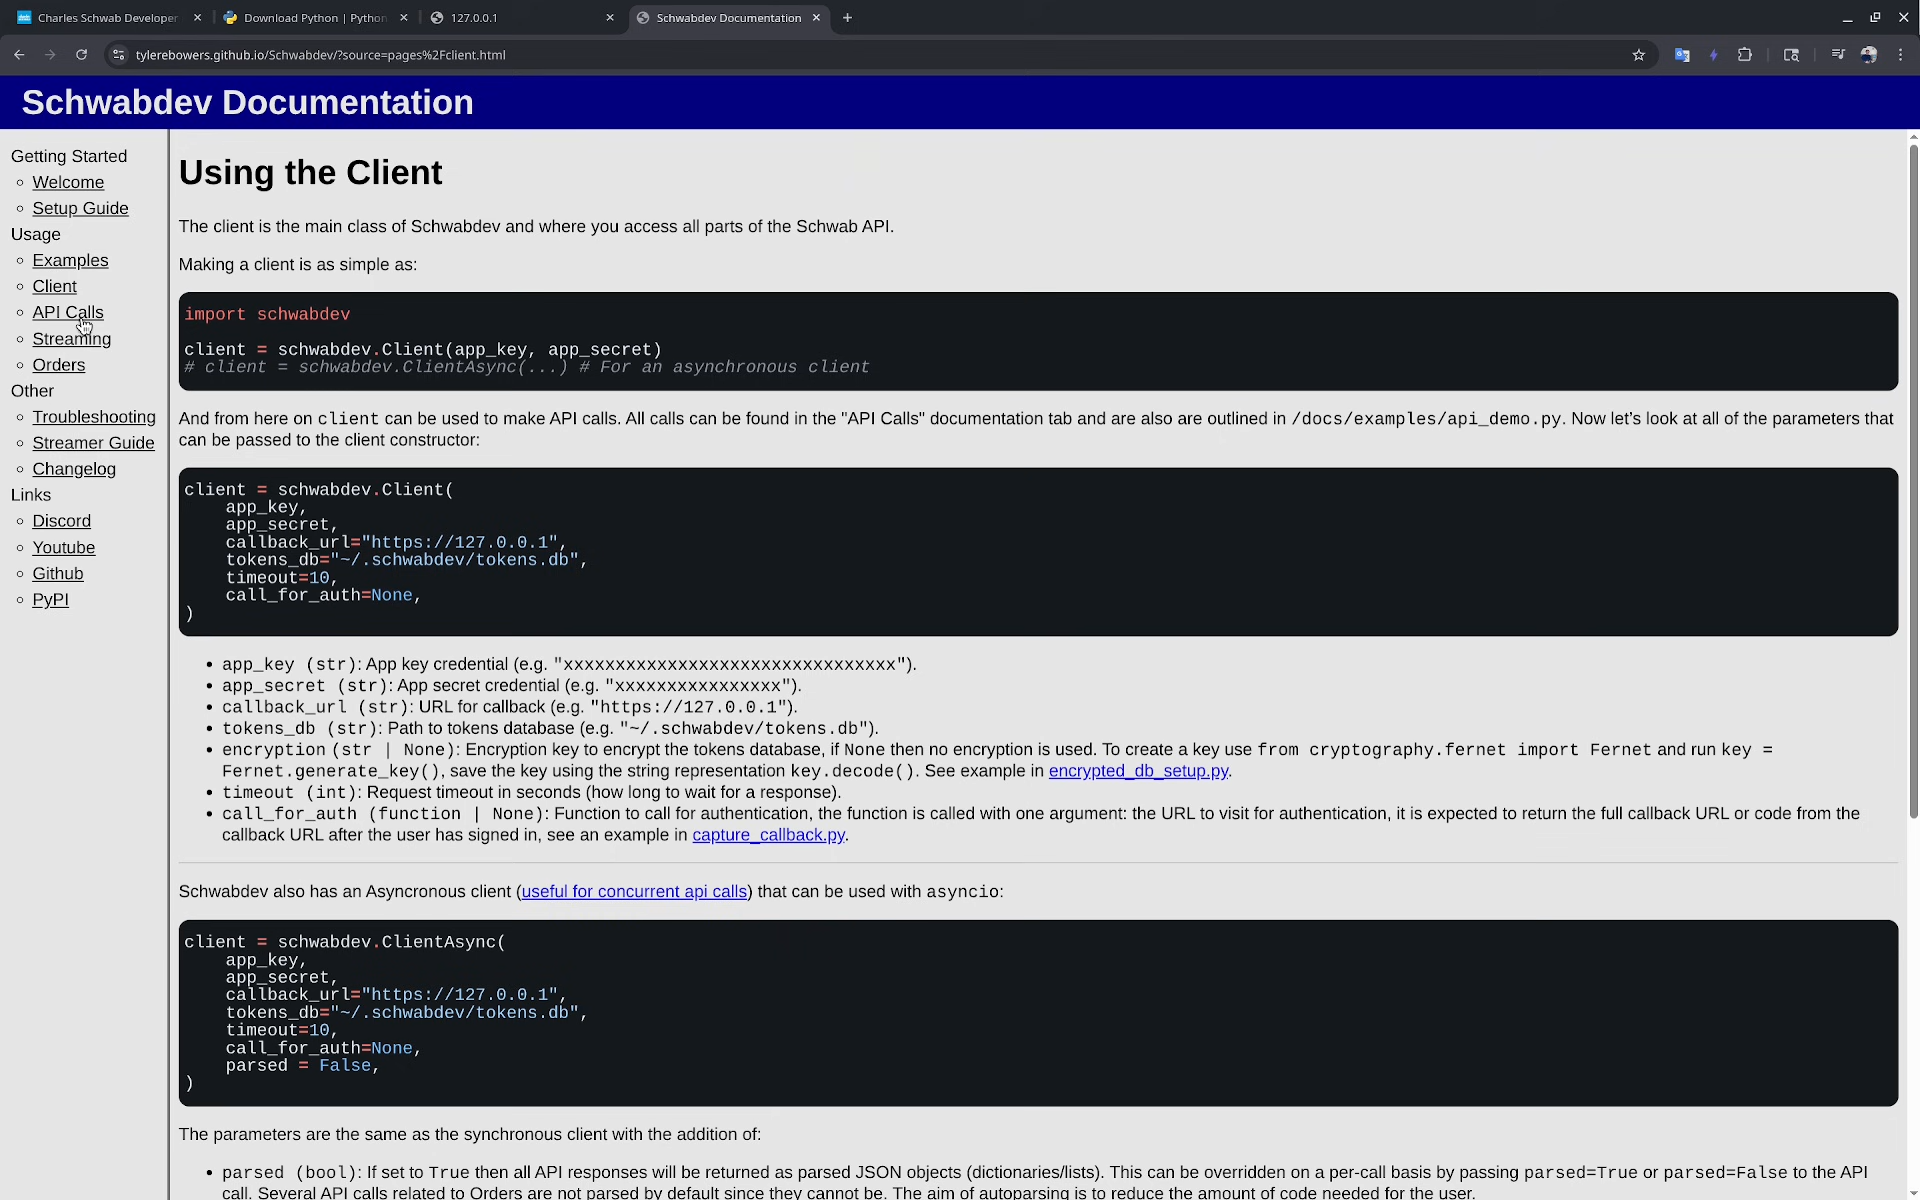 Charles Schwab Developer
Download Python | Python
127.0.0.1
Schwabdev Documentation
tylerebowers.github.io/Schwabdev/?source=pages%2Fclient.html
Schwabdev Documentation
Getting Started
Welcome
Setup Guide
Usage
Examples
Client
API Calls
Streaming
Orders
Other
Troubleshooting
Streamer Guide
Changelog
Links
Discord
Youtube
Github
PyPI
Using the Client
The client is the main class of Schwabdev and where you access all parts of the Schwab API.
Making a client is as simple as:
import schwabdev
client = schwabdev.Client(app_key, app_secret)
# client = schwabdev.ClientAsync(...) # For an asynchronous client
And from here on client can be used to make API calls. All calls can be found in the "API Calls" documentation tab and are also are outlined in /docs/examples/api_demo.py. Now let's look at all of the parameters that
can be passed to the client constructor:
client = schwabdev.Client(
    app_key,
    app_secret,
    callback_url="https://127.0.0.1",
    tokens_db="~/.schwabdev/tokens.db",
    timeout=10,
    call_for_auth=None,
)
• app_key (str): App key credential (e.g. "xxxxxxxxxxxxxxxxxxxxxxxxxxxxxxxx").
• app_secret (str): App secret credential (e.g. "xxxxxxxxxxxxxxxx").
• callback_url (str): URL for callback (e.g. "https://127.0.0.1").
• tokens_db (str): Path to tokens database (e.g. "~/.schwabdev/tokens.db").
• encryption (str | None): Encryption key to encrypt the tokens database, if None then no encryption is used. To create a key use from cryptography.fernet import Fernet and run key =
Fernet.generate_key(), save the key using the string representation key.decode(). See example in encrypted_db_setup.py.
• timeout (int): Request timeout in seconds (how long to wait for a response).
• call_for_auth (function | None): Function to call for authentication, the function is called with one argument: the URL to visit for authentication, it is expected to return the full callback URL or code from the
callback URL after the user has signed in, see an example in capture_callback.py.
Schwabdev also has an Asyncronous client (useful for concurrent api calls) that can be used with asyncio:
client = schwabdev.ClientAsync(
    app_key,
    app_secret,
    callback_url="https://127.0.0.1",
    tokens_db="~/.schwabdev/tokens.db",
    timeout=10,
    call_for_auth=None,
    parsed = False,
)
The parameters are the same as the synchronous client with the addition of:
• parsed (bool): If set to True then all API responses will be returned as parsed JSON objects (dictionaries/lists). This can be overridden on a per-call basis by passing parsed=True or parsed=False to the API
call. Several API calls related to Orders are not parsed by default since they cannot be. The aim of autoparsing is to reduce the amount of code needed for the user.